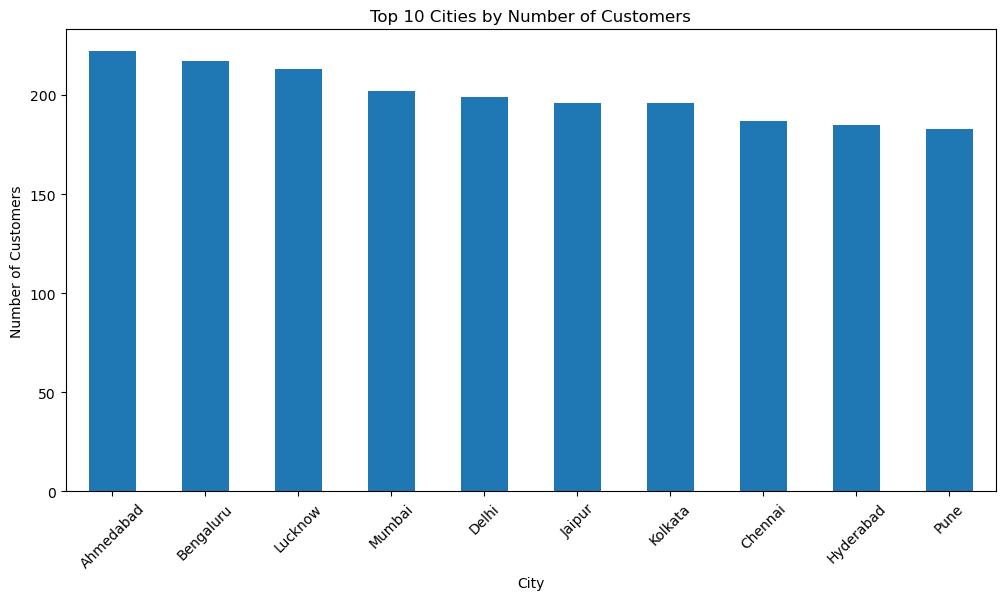 Top 10 Cities by Number of Customers
Number of Customers
200
150
100
50
0
Ahmedabad
Bengaluru
Lucknow
Mumbai
Delhi
Jaipur
Kolkata
Chennai
Hyderabad
Pune
City